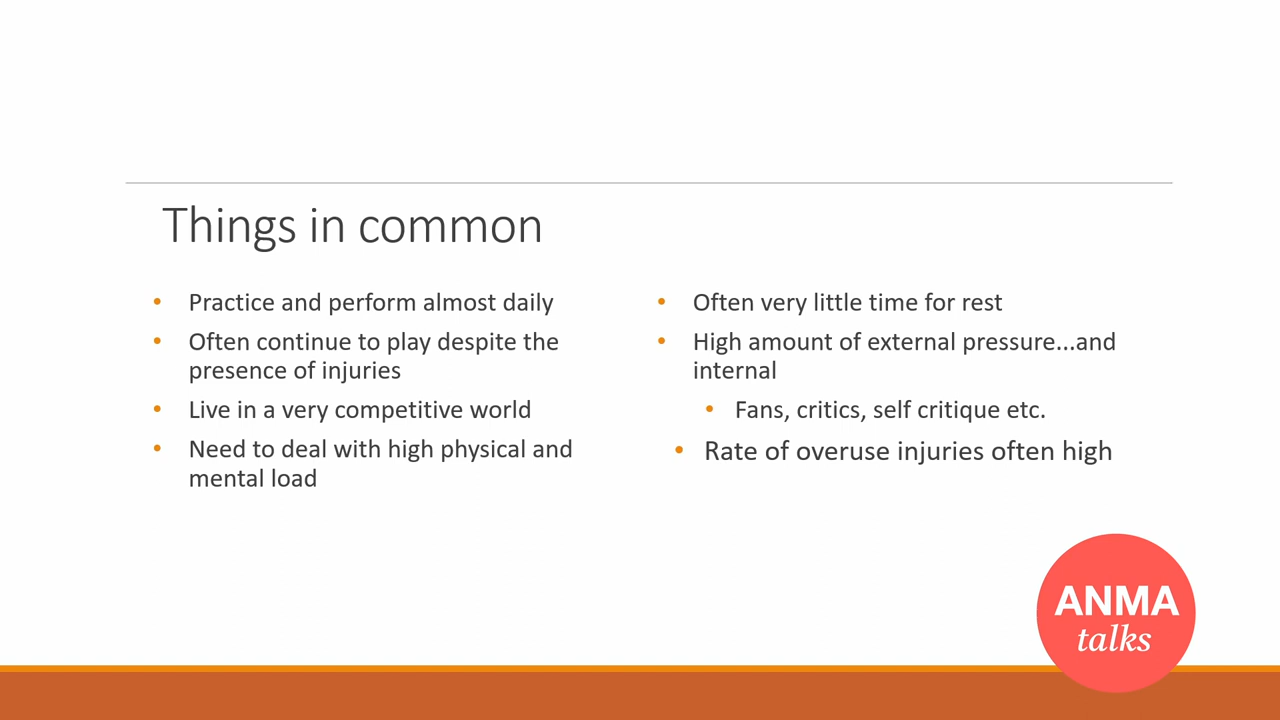 Things in common
• Practice and perform almost daily
• Often continue to play despite the
presence of injuries
• Live in a very competitive world
• Need to deal with high physical and
mental load
• Often very little time for rest
• High amount of external pressure...and
internal
• Fans, critics, self critique etc.
• Rate of overuse injuries often high
ANMA
talks